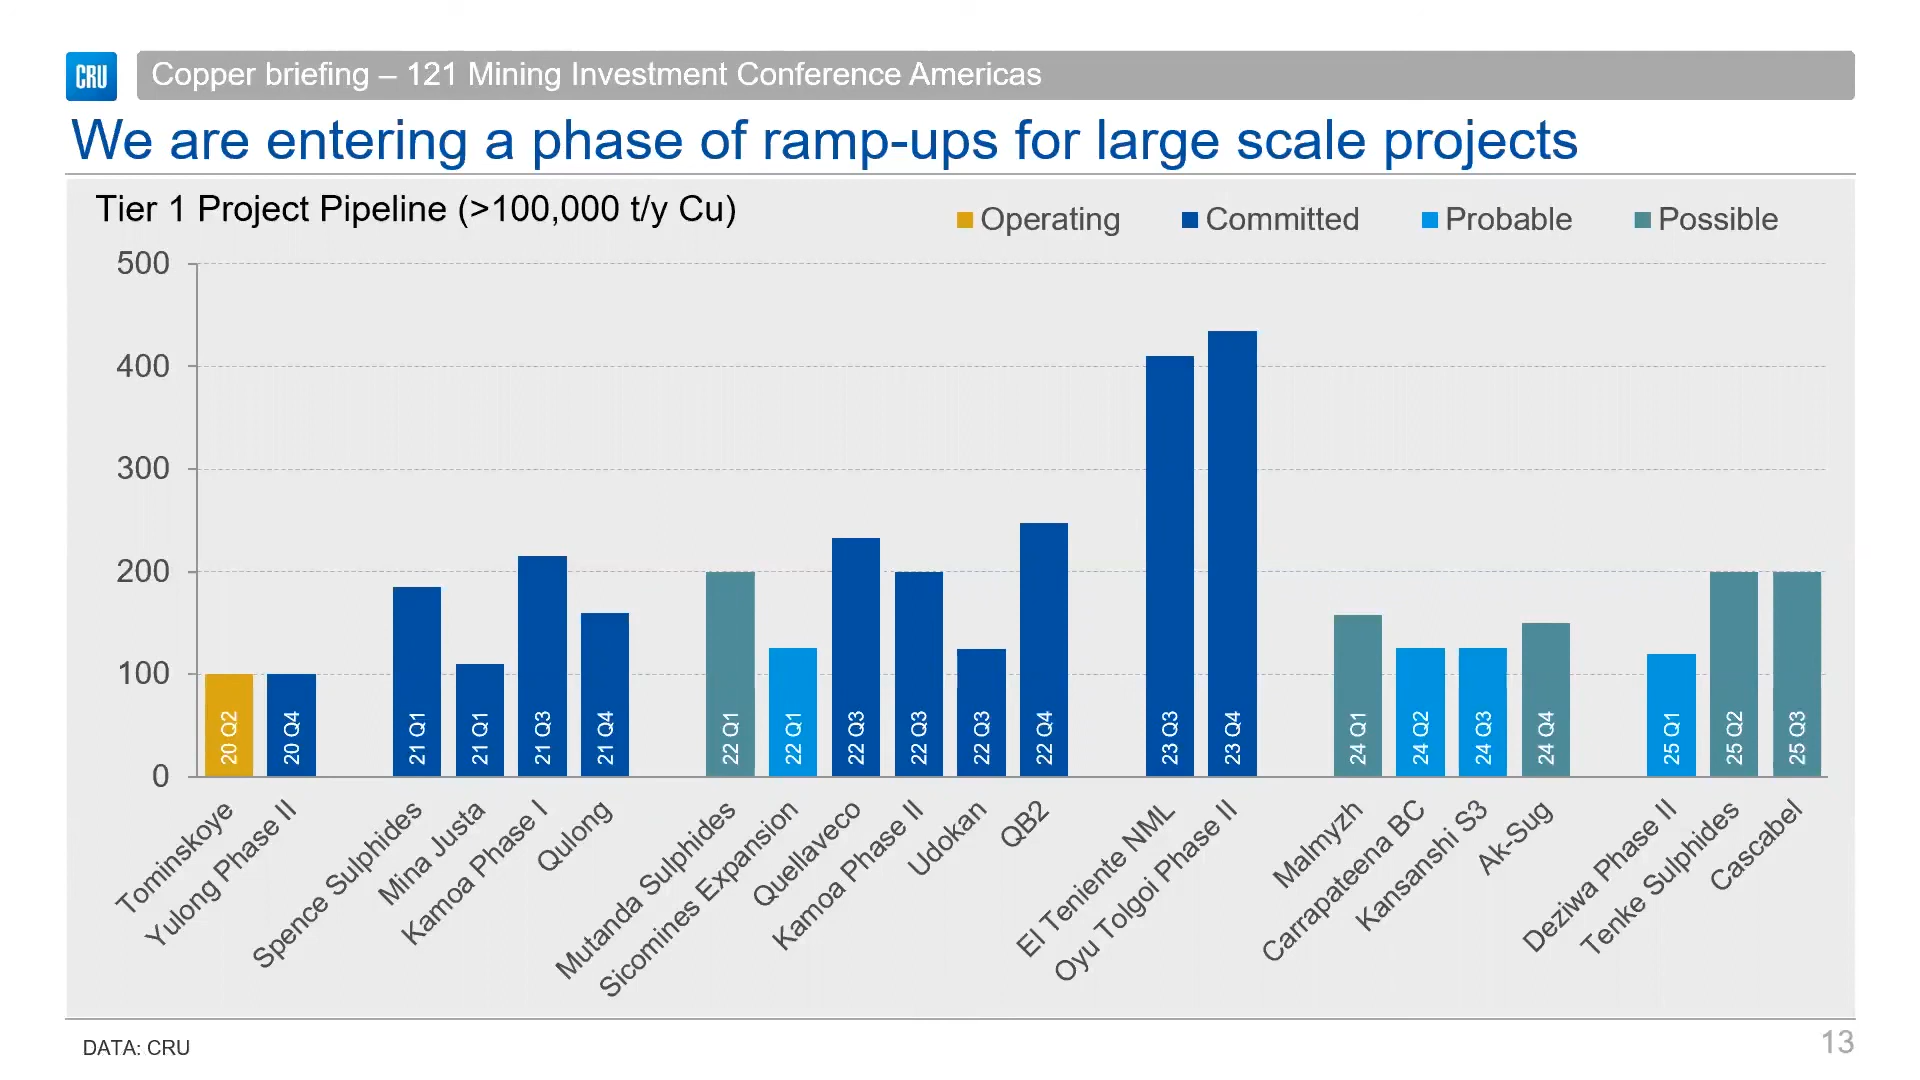 CRU
Copper briefing – 121 Mining Investment Conference Americas
We are entering a phase of ramp-ups for large scale projects
Tier 1 Project Pipeline (>100,000 t/y Cu)
Operating
Committed
Probable
Possible
500
400
300
200
100
0
20 Q2
20 Q4
21 Q1
21 Q1
21 Q3
21 Q4
22 Q1
22 Q1
22 Q3
22 Q3
22 Q3
22 Q4
23 Q3
23 Q4
24 Q1
24 Q2
24 Q3
24 Q4
25 Q1
25 Q2
25 Q3
Tominskoye
Yulong Phase II
Spence Sulphides
Mina Justa
Kamoa Phase I
Qulong
Mutanda Sulphides
Sicomines Expansion
Quellaveco
Kamoa Phase II
Udokan
QB2
El Teniente NML
Oyu Tolgoi Phase II
Malmyzh
Carrapateena BC
Kansanshi S3
Ak-Sug
Deziwa Phase II
Tenke Sulphides
Cascabel
DATA: CRU
13